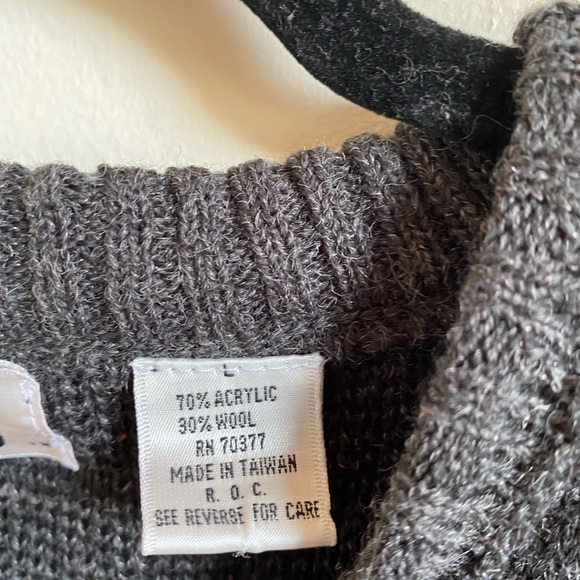 L
70% ACRYLIC
30% WOOL
RN 70377
MADE IN TAIWAN
R. O. C.
SEE REVERSE FOR CARE